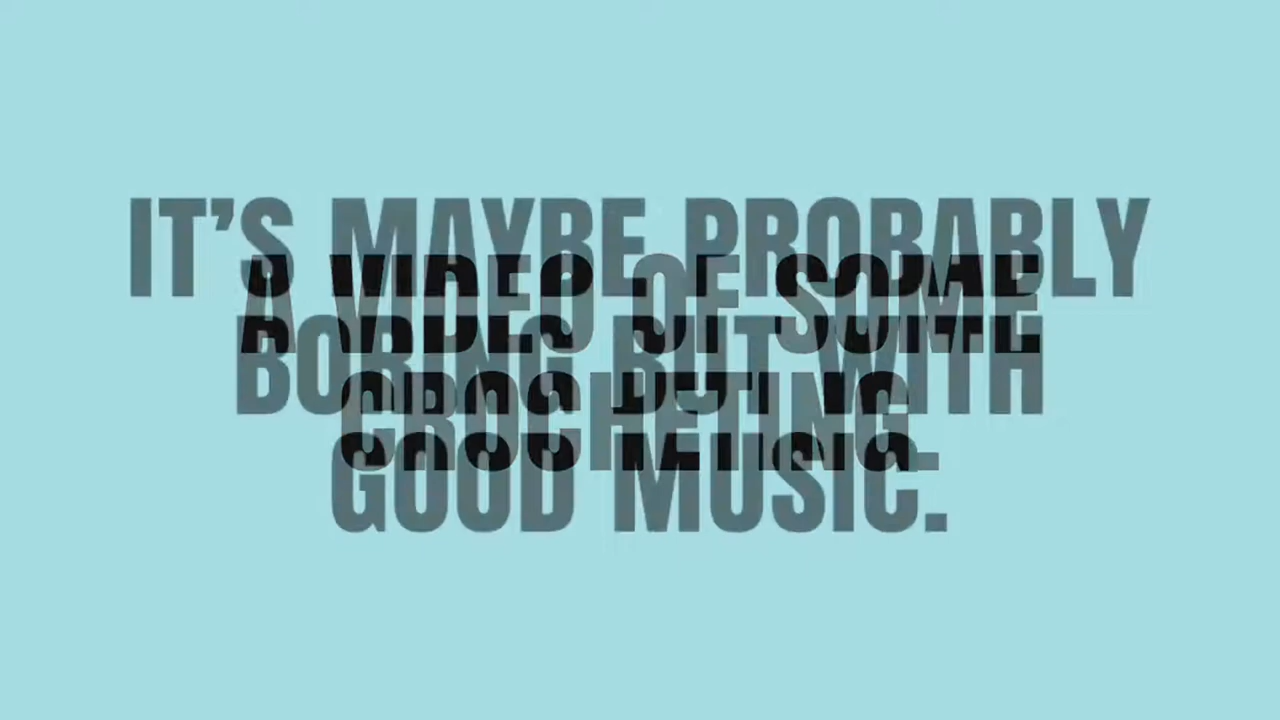 IT'S MAYBE PROBABLY
BORING BUT WITH
GOOD MUSIC.
A VIDEO OF SOME
CROCHETING.